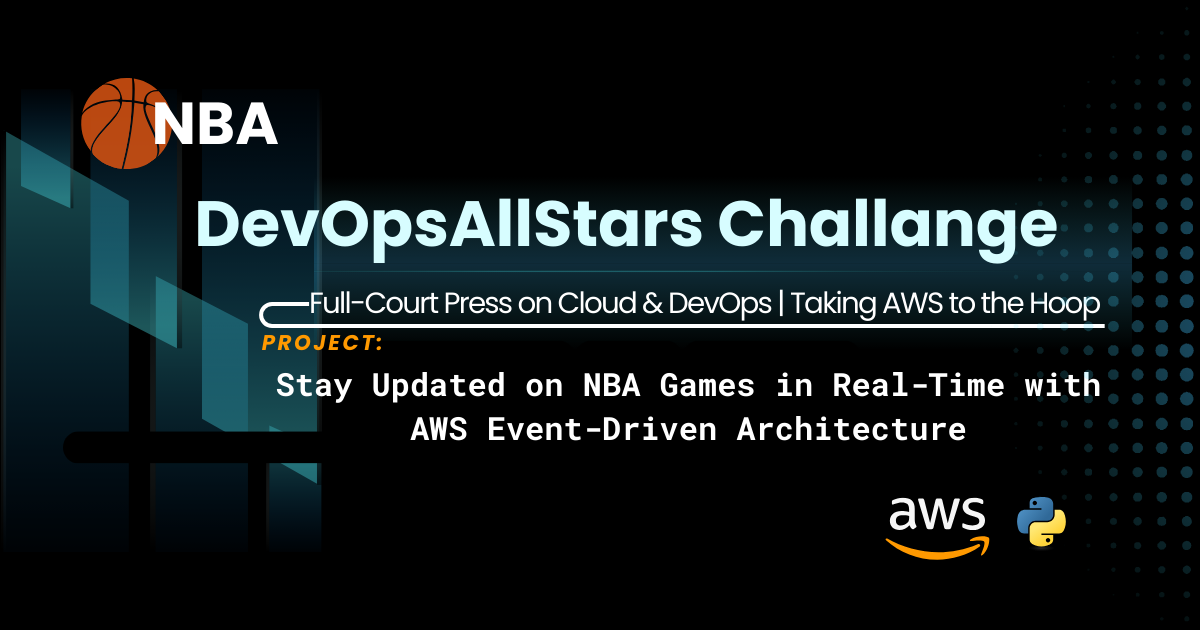 NBA
DevOpsAllStars Challange
Full-Court Press on Cloud & DevOps | Taking AWS to the Hoop
PROJECT:
Stay Updated on NBA Games in Real-Time with
AWS Event-Driven Architecture
aws